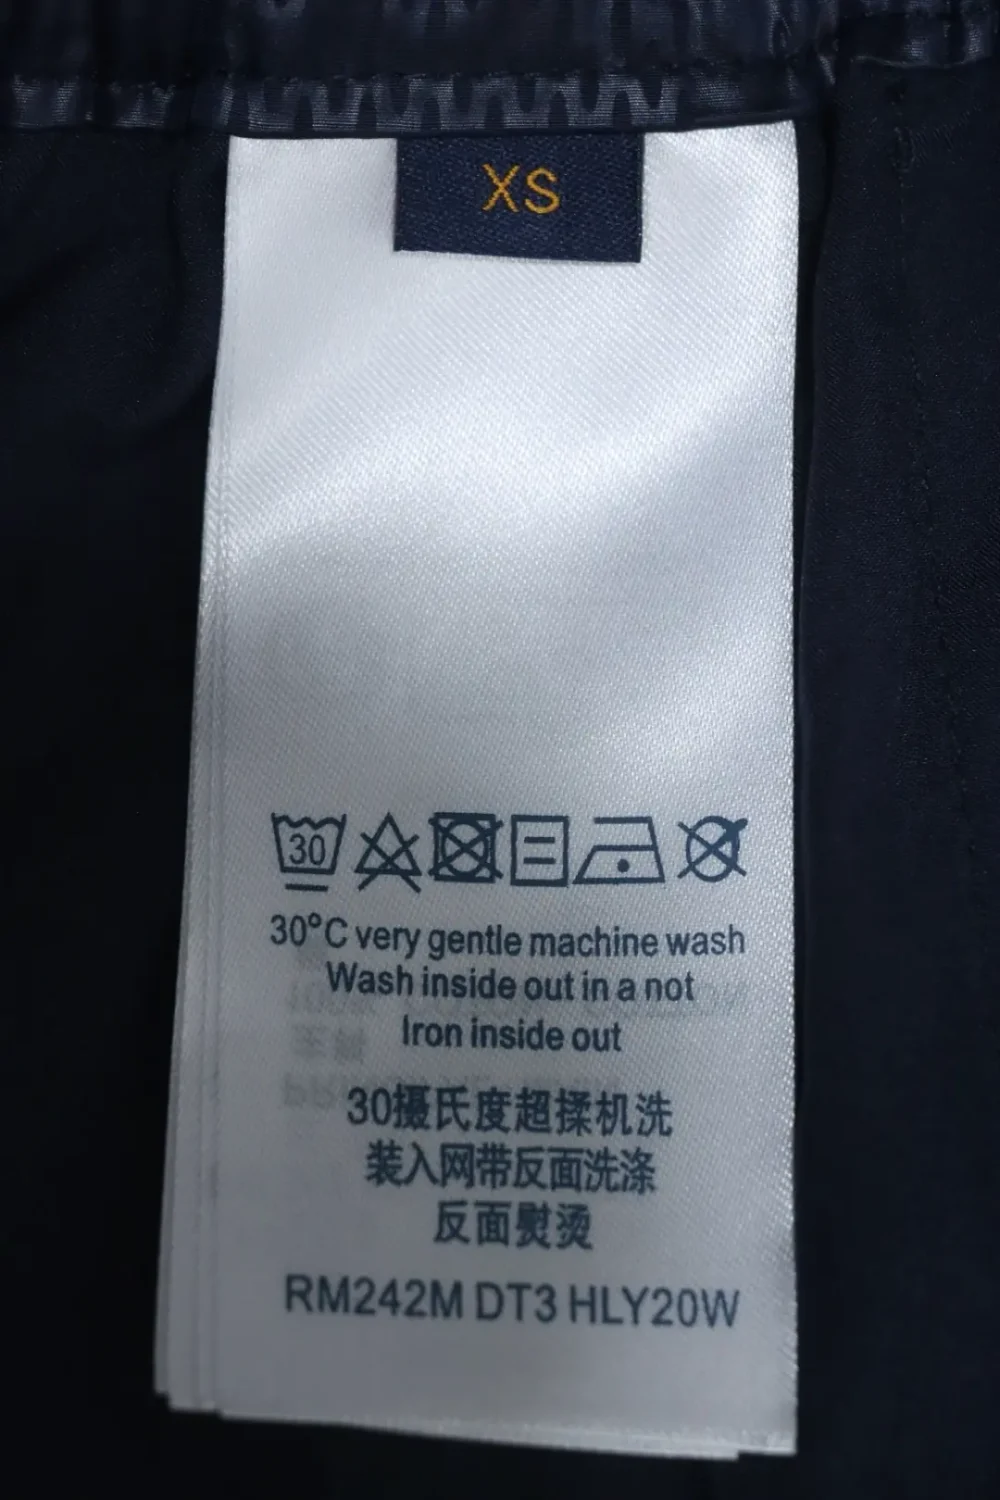 XS
30
30°C very gentle machine wash
Wash inside out in a not
Iron inside out
30摄氏度超揉机洗
装入网带反面洗涤
反面熨烫
RM242M DT3 HLY20W